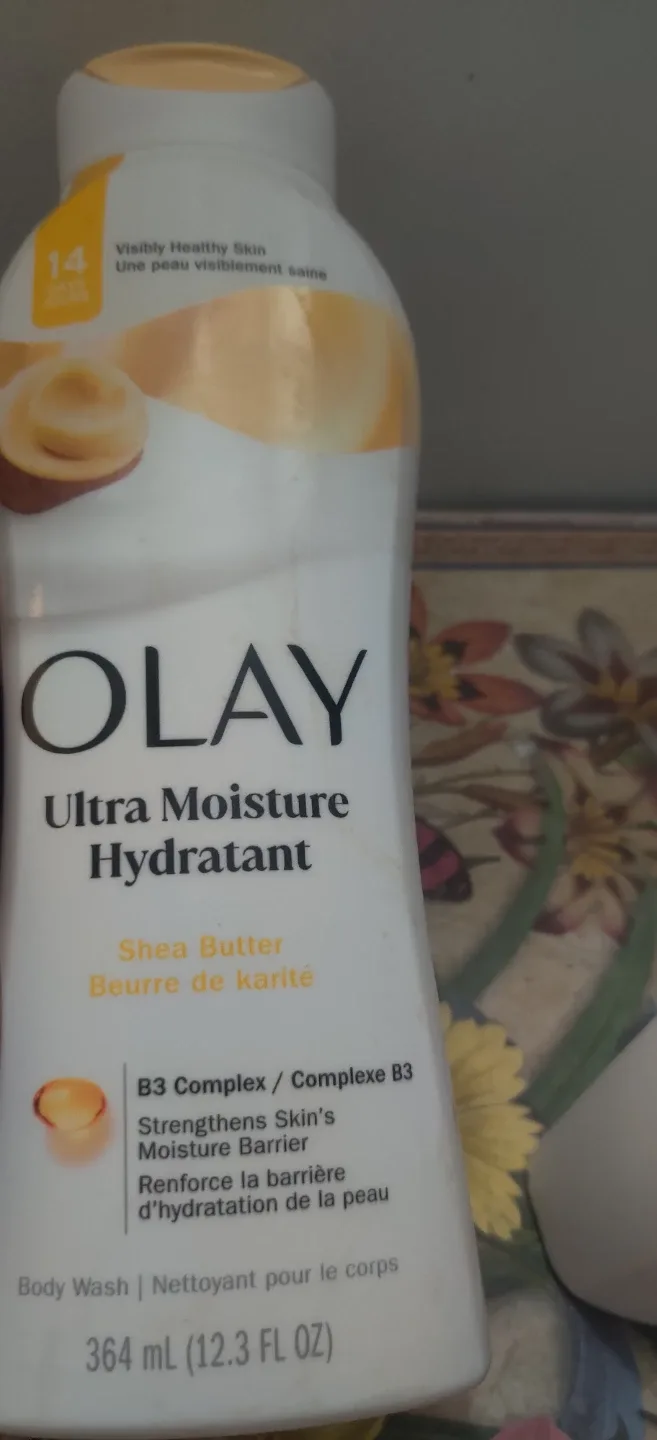 14
Visibly Healthy Skin
Une peau visiblement saine
OLAY
Ultra Moisture
Hydratant
Shea Butter
Beurre de karité
B3 Complex / Complexe B3
Strengthens Skin's
Moisture Barrier
Renforce la barrière
d'hydratation de la peau
Body Wash | Nettoyant pour le corps
364 mL (12.3 FL OZ)